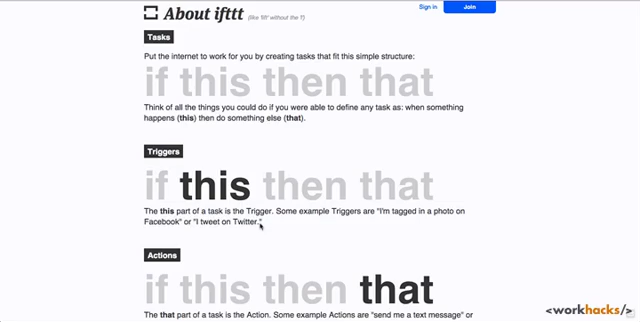 About ifttt (like 'lift' without the 'l')
Sign in
Join
Tasks
Put the internet to work for you by creating tasks that fit this simple structure:
if this then that
Think of all the things you could do if you were able to define any task as: when something
happens (this) then do something else (that).
Triggers
if this then that
The this part of a task is the Trigger. Some example Triggers are "I'm tagged in a photo on
Facebook" or "I tweet on Twitter."
Actions
if this then that
The that part of a task is the Action. Some example Actions are "send me a text message" or
<workhacks/>